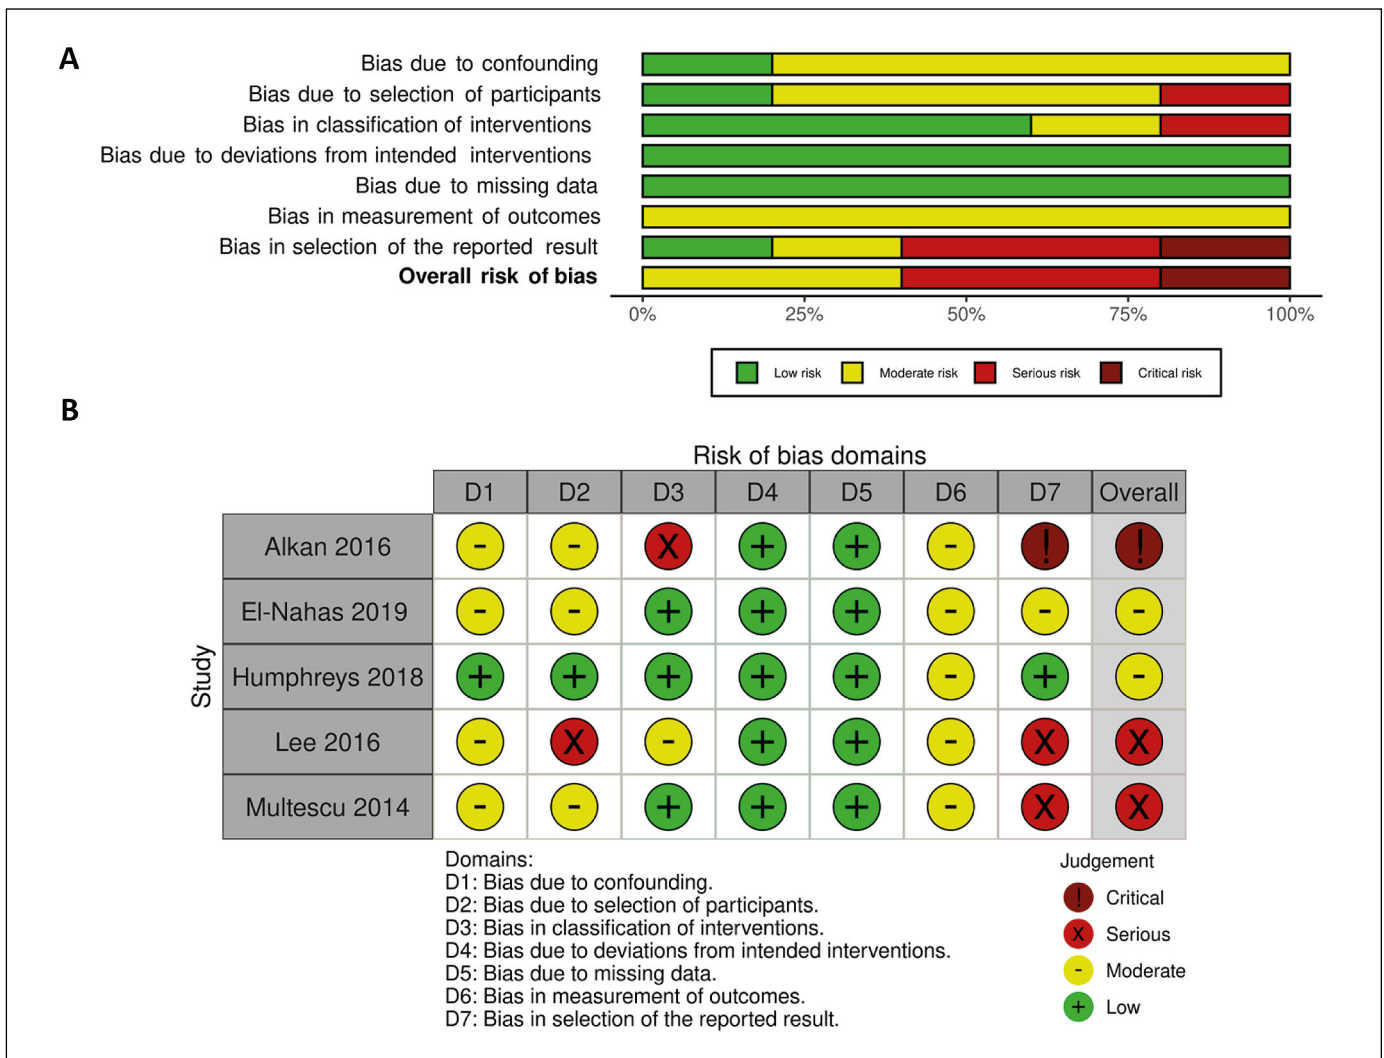 A
Bias due to confounding
Bias due to selection of participants
Bias in classification of interventions
Bias due to deviations from intended interventions
Bias due to missing data
Bias in measurement of outcomes
Bias in selection of the reported result
Overall risk of bias
0% 25% 50% 75% 100%
Low risk Moderate risk Serious risk Critical risk
B
Risk of bias domains
D1 D2 D3 D4 D5 D6 D7 Overall
Study
Alkan 2016 - - X + + - ! !
El-Nahas 2019 - - + + + - - -
Humphreys 2018 + + + + + - + -
Lee 2016 - X - + + - X X
Multescu 2014 - - + + + - X X
Domains:
D1: Bias due to confounding.
D2: Bias due to selection of participants.
D3: Bias in classification of interventions.
D4: Bias due to deviations from intended interventions.
D5: Bias due to missing data.
D6: Bias in measurement of outcomes.
D7: Bias in selection of the reported result.
Judgement
! Critical
X Serious
- Moderate
+ Low